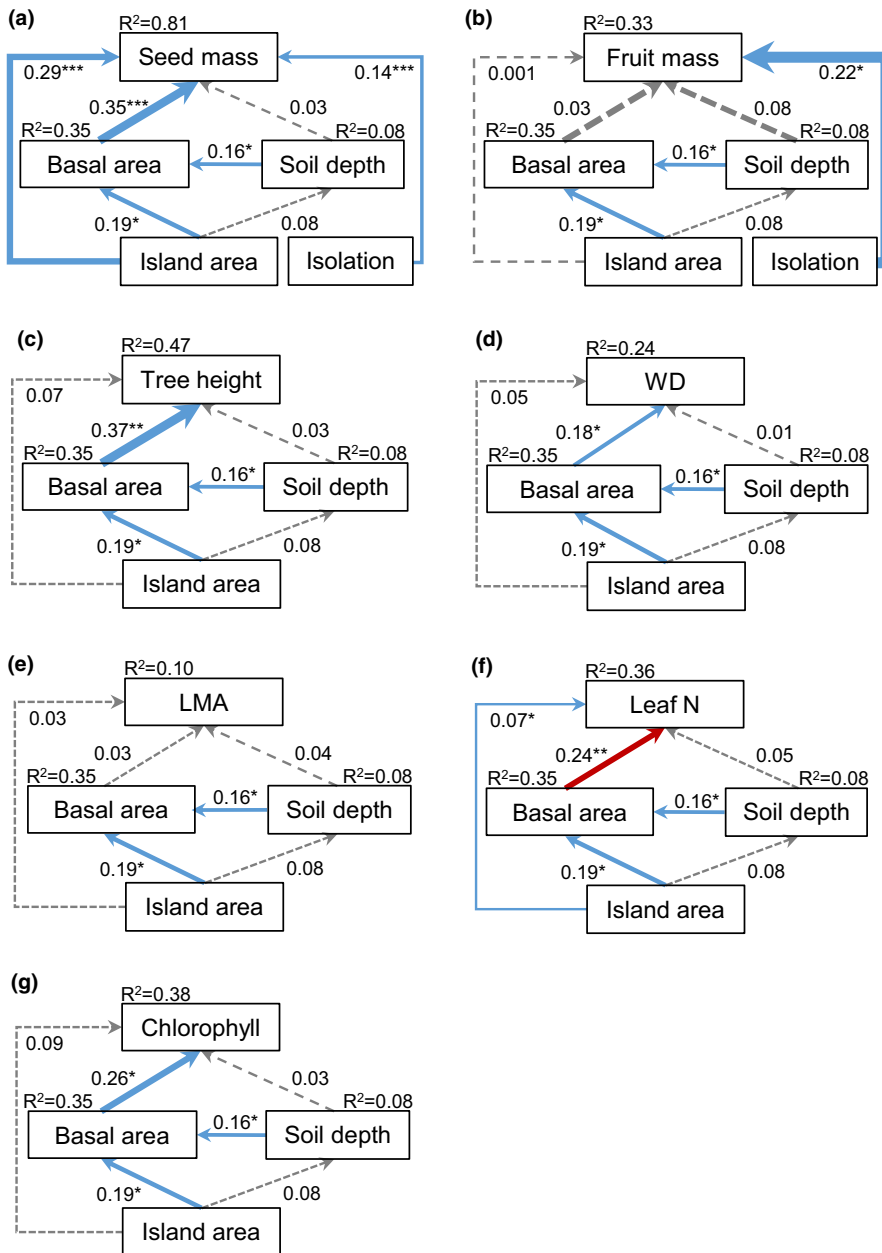 (a)
R²=0.81
Seed mass
0.29***
0.14***
0.35***
0.03
R²=0.35
R²=0.08
Basal area
0.16*
Soil depth
0.19*
0.08
Island area
Isolation
(b)
R²=0.33
Fruit mass
0.001
0.22*
0.03
0.08
R²=0.35
R²=0.08
Basal area
0.16*
Soil depth
0.19*
0.08
Island area
Isolation
(c)
R²=0.47
Tree height
0.07
0.37**
0.03
R²=0.35
R²=0.08
Basal area
0.16*
Soil depth
0.19*
0.08
Island area
(d)
R²=0.24
WD
0.05
0.18*
0.01
R²=0.35
R²=0.08
Basal area
0.16*
Soil depth
0.19*
0.08
Island area
(e)
R²=0.10
LMA
0.03
0.03
0.04
R²=0.35
R²=0.08
Basal area
0.16*
Soil depth
0.19*
0.08
Island area
(f)
R²=0.36
Leaf N
0.07*
0.24**
0.05
R²=0.35
R²=0.08
Basal area
0.16*
Soil depth
0.19*
0.08
Island area
(g)
R²=0.38
Chlorophyll
0.09
0.26*
0.03
R²=0.35
R²=0.08
Basal area
0.16*
Soil depth
0.19*
0.08
Island area